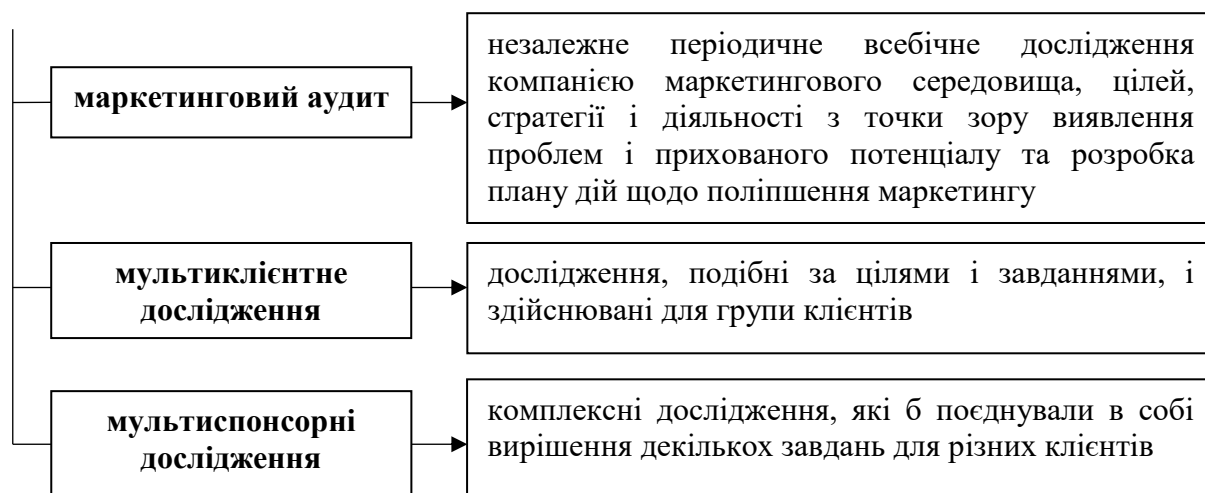 маркетинговий аудит
незалежне періодичне всебічне дослідження
компанією маркетингового середовища, цілей,
стратегії і діяльності з точки зору виявлення
проблем і прихованого потенціалу та розробка
плану дій щодо поліпшення маркетингу
мультиклієнтне
дослідження
дослідження, подібні за цілями і завданнями, і
здійснювані для групи клієнтів
мультиспонсорні
дослідження
комплексні дослідження, які б поєднували в собі
вирішення декількох завдань для різних клієнтів